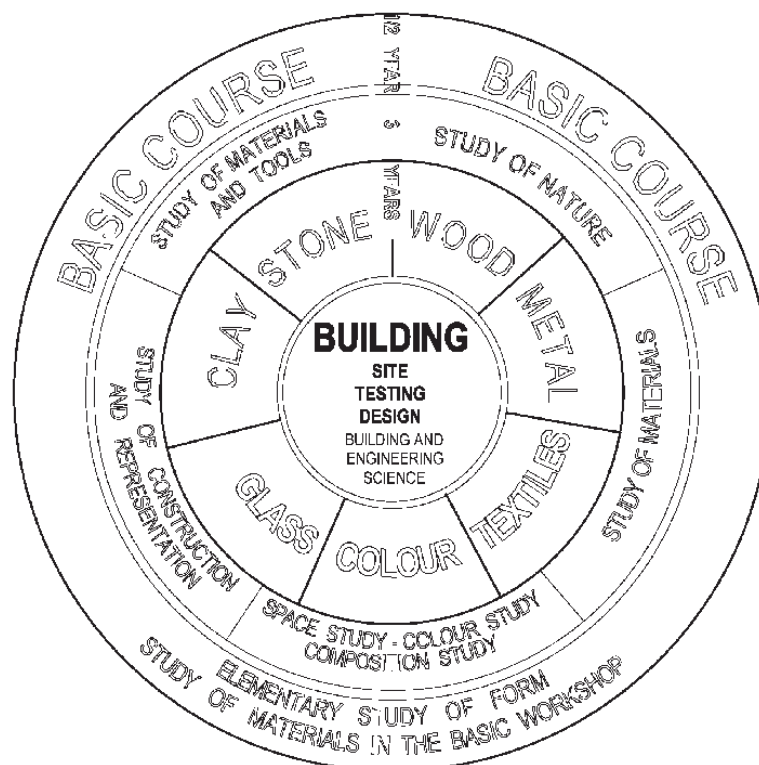 BASIC COURSE
1/2 YEAR
BASIC COURSE
STUDY OF MATERIALS
AND TOOLS
3
YEARS
STUDY OF NATURE
STUDY OF MATERIALS
SPACE STUDY - COLOUR STUDY
COMPOSITION STUDY
STUDY OF CONSTRUCTION
AND REPRESENTATION
CLAY
STONE
WOOD
METAL
TEXTILES
COLOUR
GLASS
BUILDING
SITE
TESTING
DESIGN
BUILDING AND
ENGINEERING
SCIENCE
ELEMENTARY STUDY OF FORM
STUDY OF MATERIALS IN THE BASIC WORKSHOP